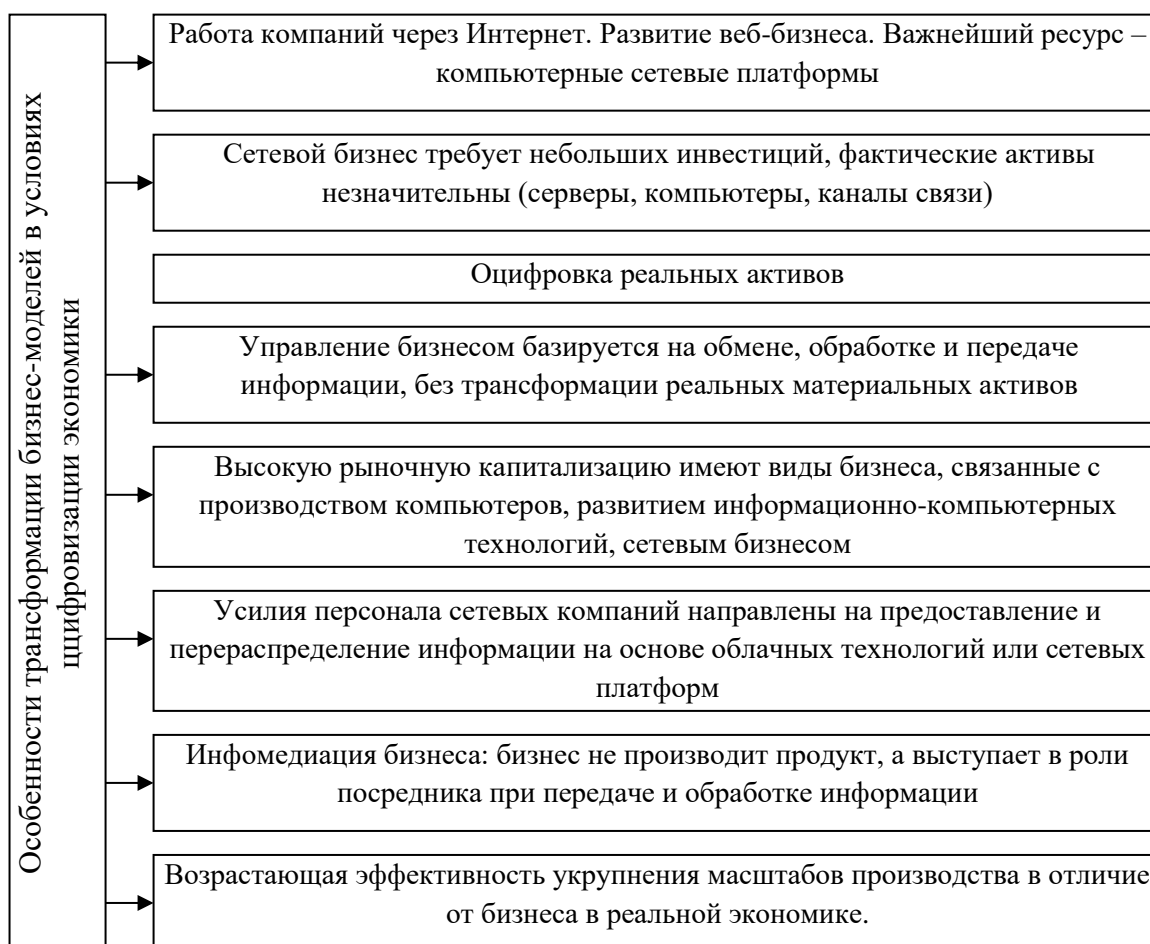 Особенности трансформации бизнес-моделей в условиях
пцифровизации экономики
Работа компаний через Интернет. Развитие веб-бизнеса. Важнейший ресурс –
компьютерные сетевые платформы
Сетевой бизнес требует небольших инвестиций, фактические активы
незначительны (серверы, компьютеры, каналы связи)
Оцифровка реальных активов
Управление бизнесом базируется на обмене, обработке и передаче
информации, без трансформации реальных материальных активов
Высокую рыночную капитализацию имеют виды бизнеса, связанные с
производством компьютеров, развитием информационно-компьютерных
технологий, сетевым бизнесом
Усилия персонала сетевых компаний направлены на предоставление и
перераспределение информации на основе облачных технологий или сетевых
платформ
Инфомедиация бизнеса: бизнес не производит продукт, а выступает в роли
посредника при передаче и обработке информации
Возрастающая эффективность укрупнения масштабов производства в отличие
от бизнеса в реальной экономике.